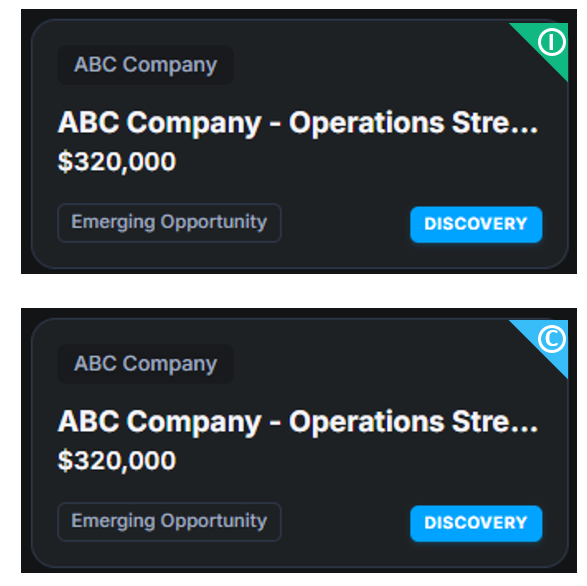 ABC Company
I
ABC Company - Operations Stre...
$320,000
Emerging Opportunity
DISCOVERY
ABC Company
C
ABC Company - Operations Stre...
$320,000
Emerging Opportunity
DISCOVERY